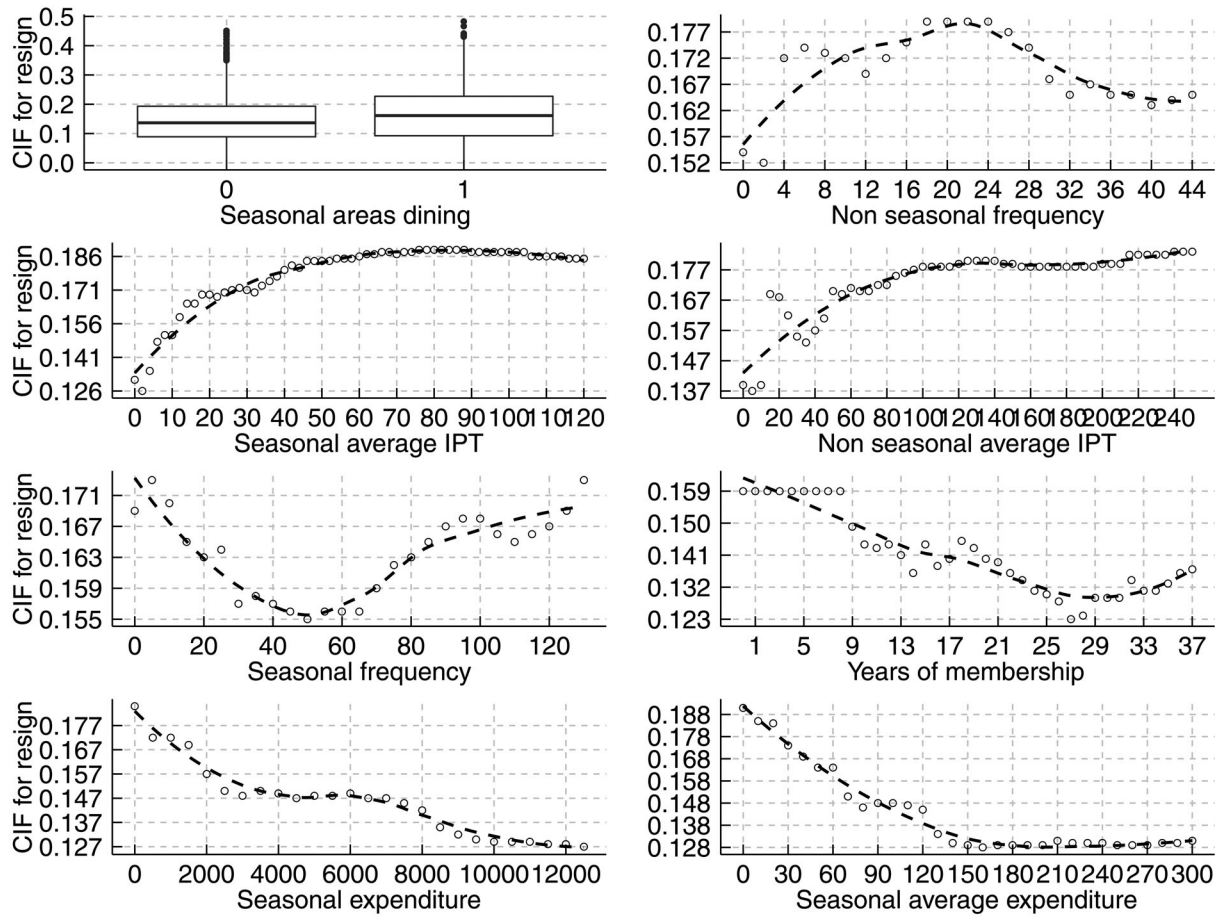 CIF for resign
0.5
0.4
0.3
0.2
0.1
0.0
0 1
Seasonal areas dining
0.177
0.172
0.167
0.162
0.157
0.152
0 4 8 12 16 20 24 28 32 36 40 44
Non seasonal frequency
CIF for resign
0.186
0.171
0.156
0.141
0.126
0 10 20 30 40 50 60 70 80 90 100 110 120
Seasonal average IPT
0.177
0.167
0.157
0.147
0.137
0 20 40 60 80 100 120 140 160 180 200 220 240
Non seasonal average IPT
CIF for resign
0.171
0.167
0.163
0.159
0.155
0 20 40 60 80 100 120
Seasonal frequency
0.159
0.150
0.141
0.132
0.123
1 5 9 13 17 21 25 29 33 37
Years of membership
CIF for resign
0.177
0.167
0.157
0.147
0.137
0.127
0 2000 4000 6000 8000 10000 12000
Seasonal expenditure
0.188
0.178
0.168
0.158
0.148
0.138
0.128
0 30 60 90 120 150 180 210 240 270 300
Seasonal average expenditure